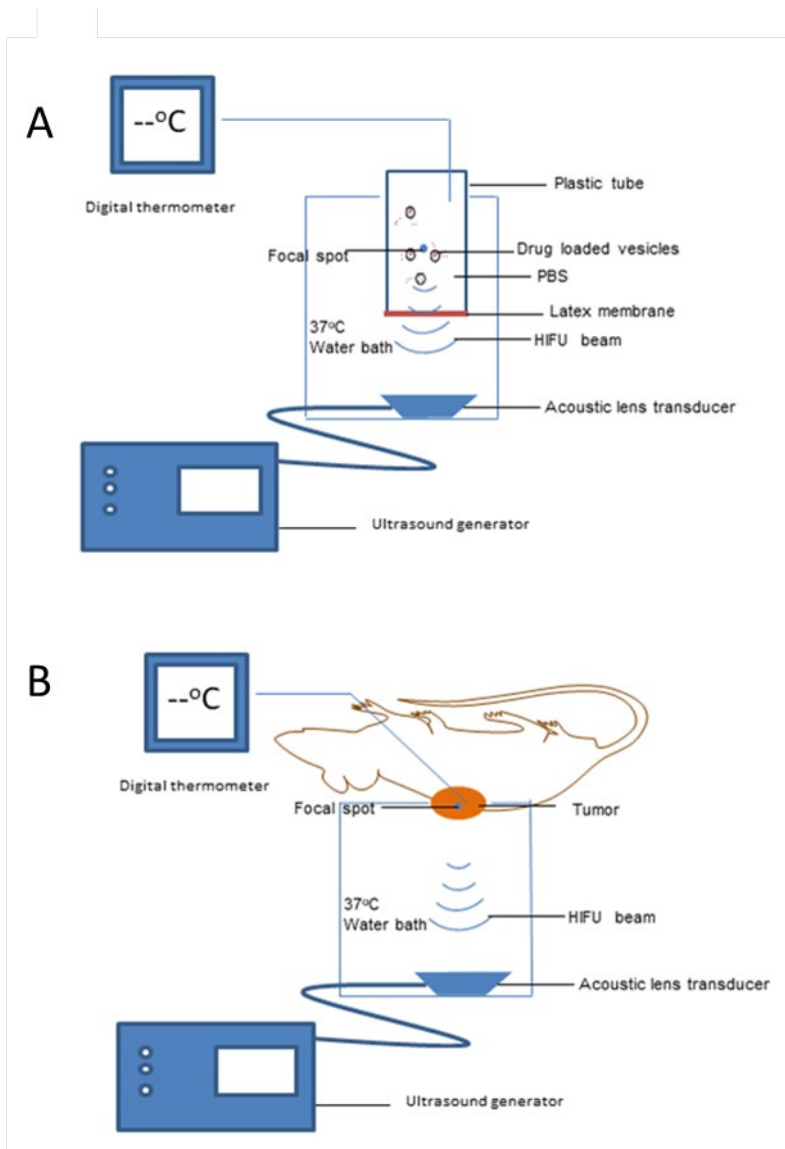 A
--°C
Digital thermometer
Plastic tube
Focal spot
Drug loaded vesicles
PBS
Latex membrane
37°C
Water bath
HIFU beam
Acoustic lens transducer
Ultrasound generator
B
--°C
Digital thermometer
Focal spot
Tumor
37°C
Water bath
HIFU beam
Acoustic lens transducer
Ultrasound generator